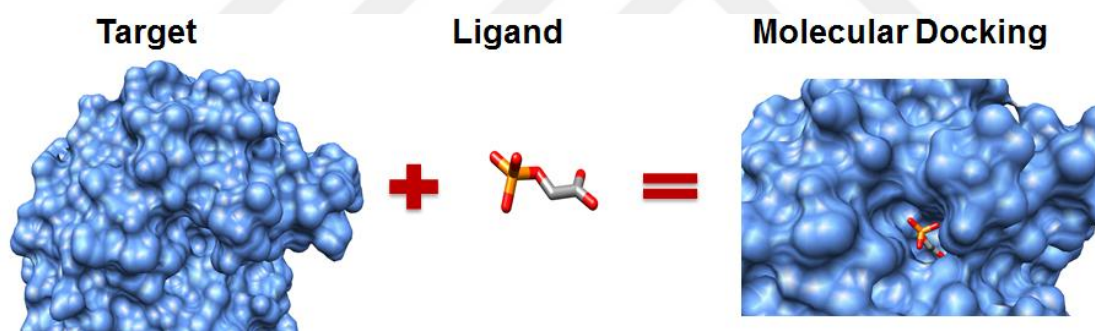 Target Ligand Molecular Docking
+ =